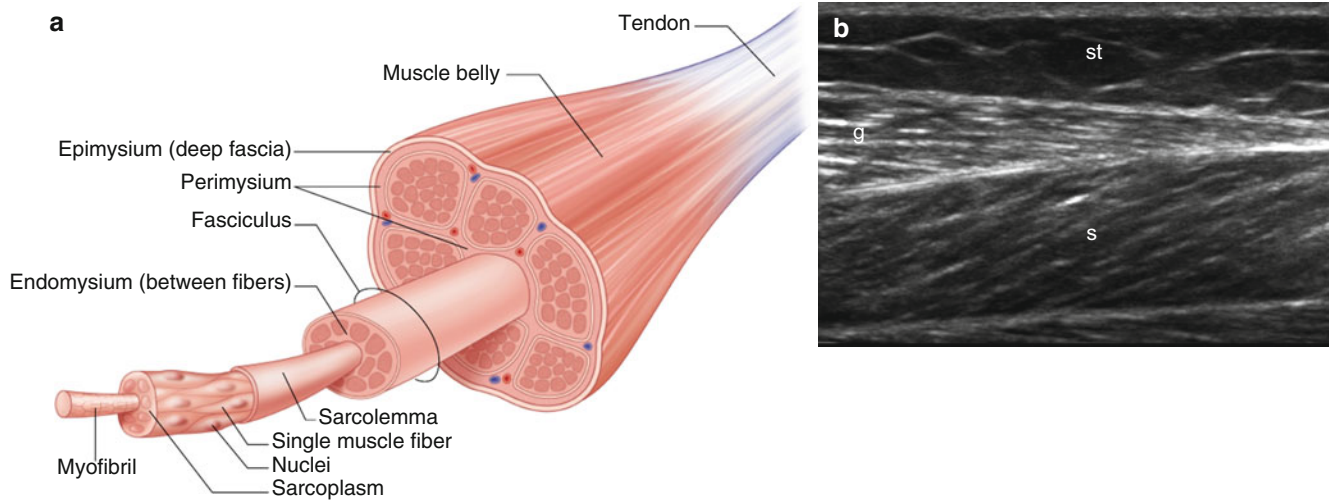 a
Tendon
Muscle belly
Epimysium (deep fascia)
Perimysium
Fasciculus
Endomysium (between fibers)
Sarcolemma
Single muscle fiber
Nuclei
Sarcoplasm
Myofibril
b
st
g
s